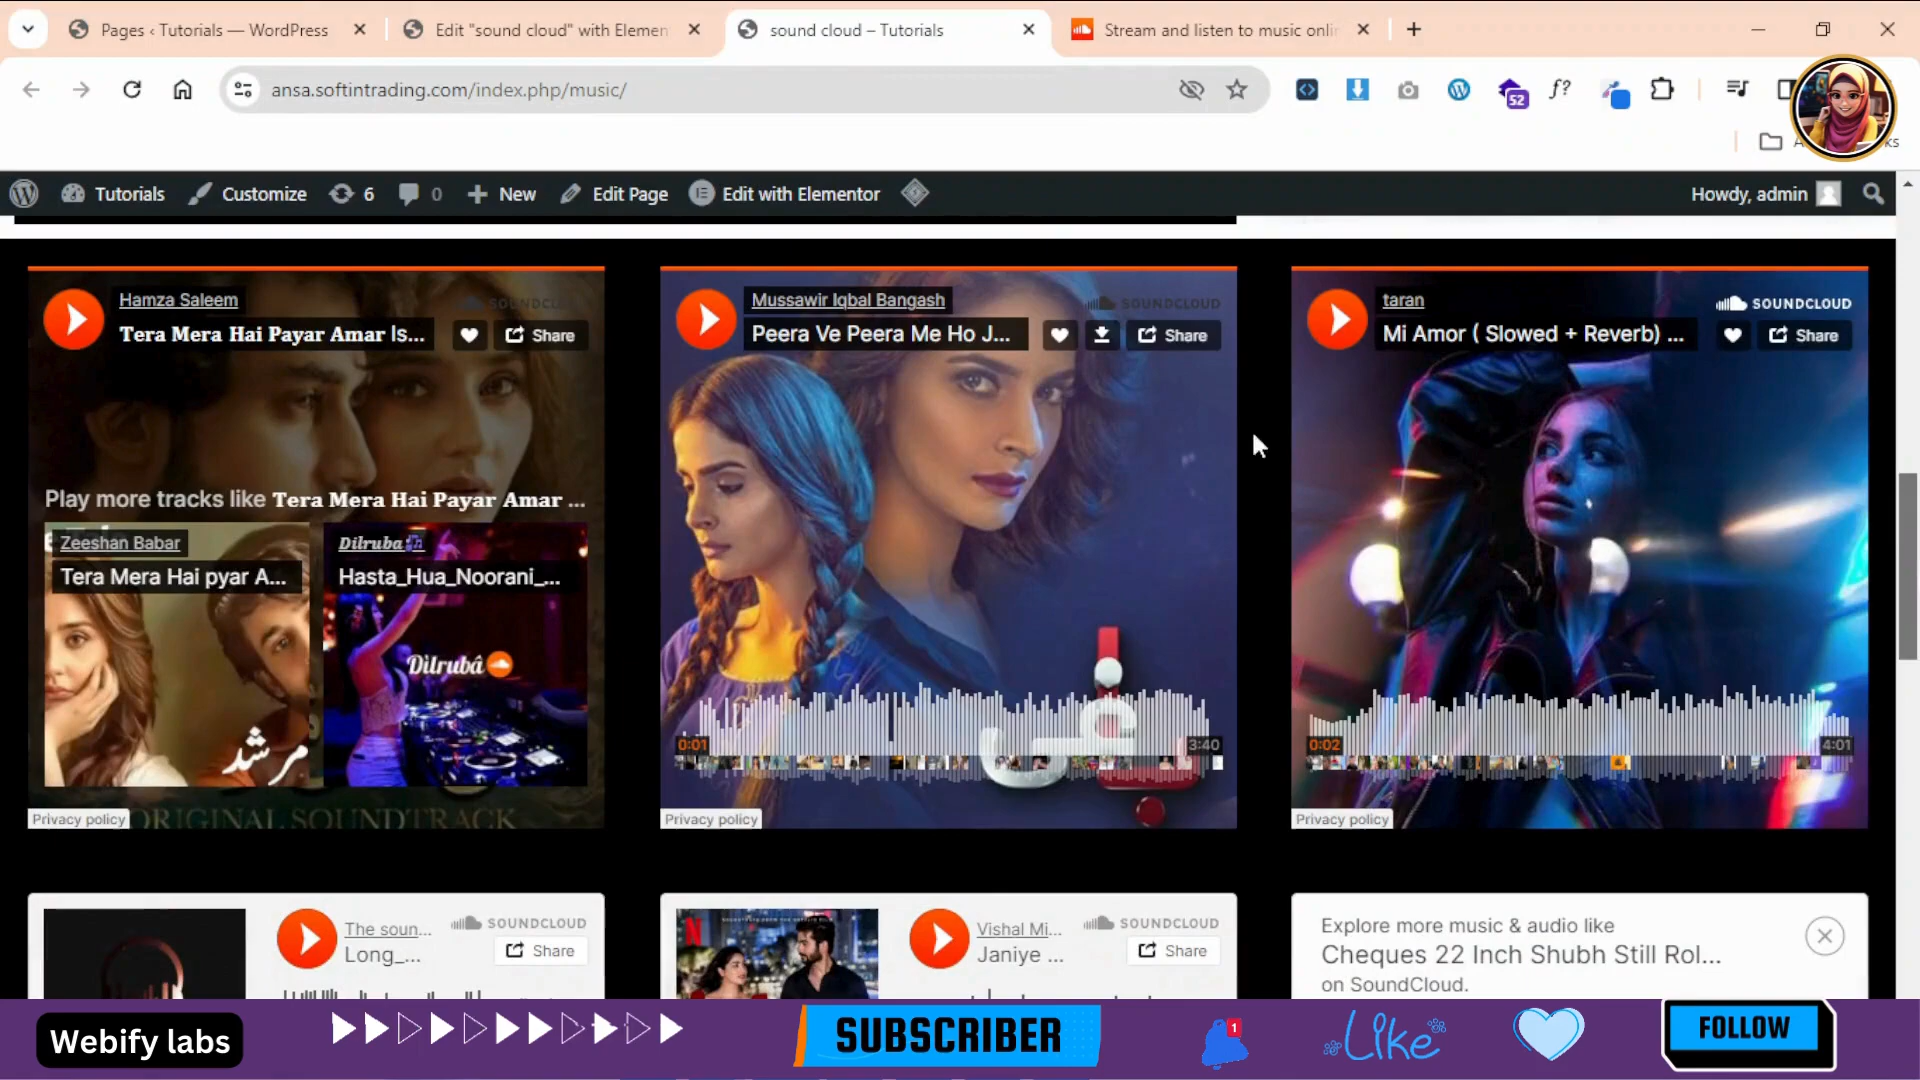 Pages ‹ Tutorials — WordPress
Edit "sound cloud" with Elemen
sound cloud – Tutorials
Stream and listen to music onli
ansa.softintrading.com/index.php/music/
52
f?
Tutorials
Customize
6
0
New
Edit Page
Edit with Elementor
Howdy, admin
Hamza Saleem
SOUNDCLOUD
Tera Mera Hai Payar Amar Is...
Share
Play more tracks like Tera Mera Hai Payar Amar ...
Zeeshan Babar
Tera Mera Hai pyar A...
مرشد
Dilruba
Hasta_Hua_Noorani_...
Dilrubâ
Privacy policy
ORIGINAL SOUNDTRACK
Mussawir Iqbal Bangash
SOUNDCLOUD
Peera Ve Peera Me Ho J...
Share
0:01
3:40
Privacy policy
taran
SOUNDCLOUD
Mi Amor ( Slowed + Reverb) ...
Share
0:02
4:01
Privacy policy
The soun...
SOUNDCLOUD
Long_...
Share
N
Vishal Mi...
SOUNDCLOUD
Janiye ...
Share
Explore more music & audio like
Cheques 22 Inch Shubh Still Rol...
on SoundCloud.
Webify labs
SUBSCRIBER
1
Like
FOLLOW